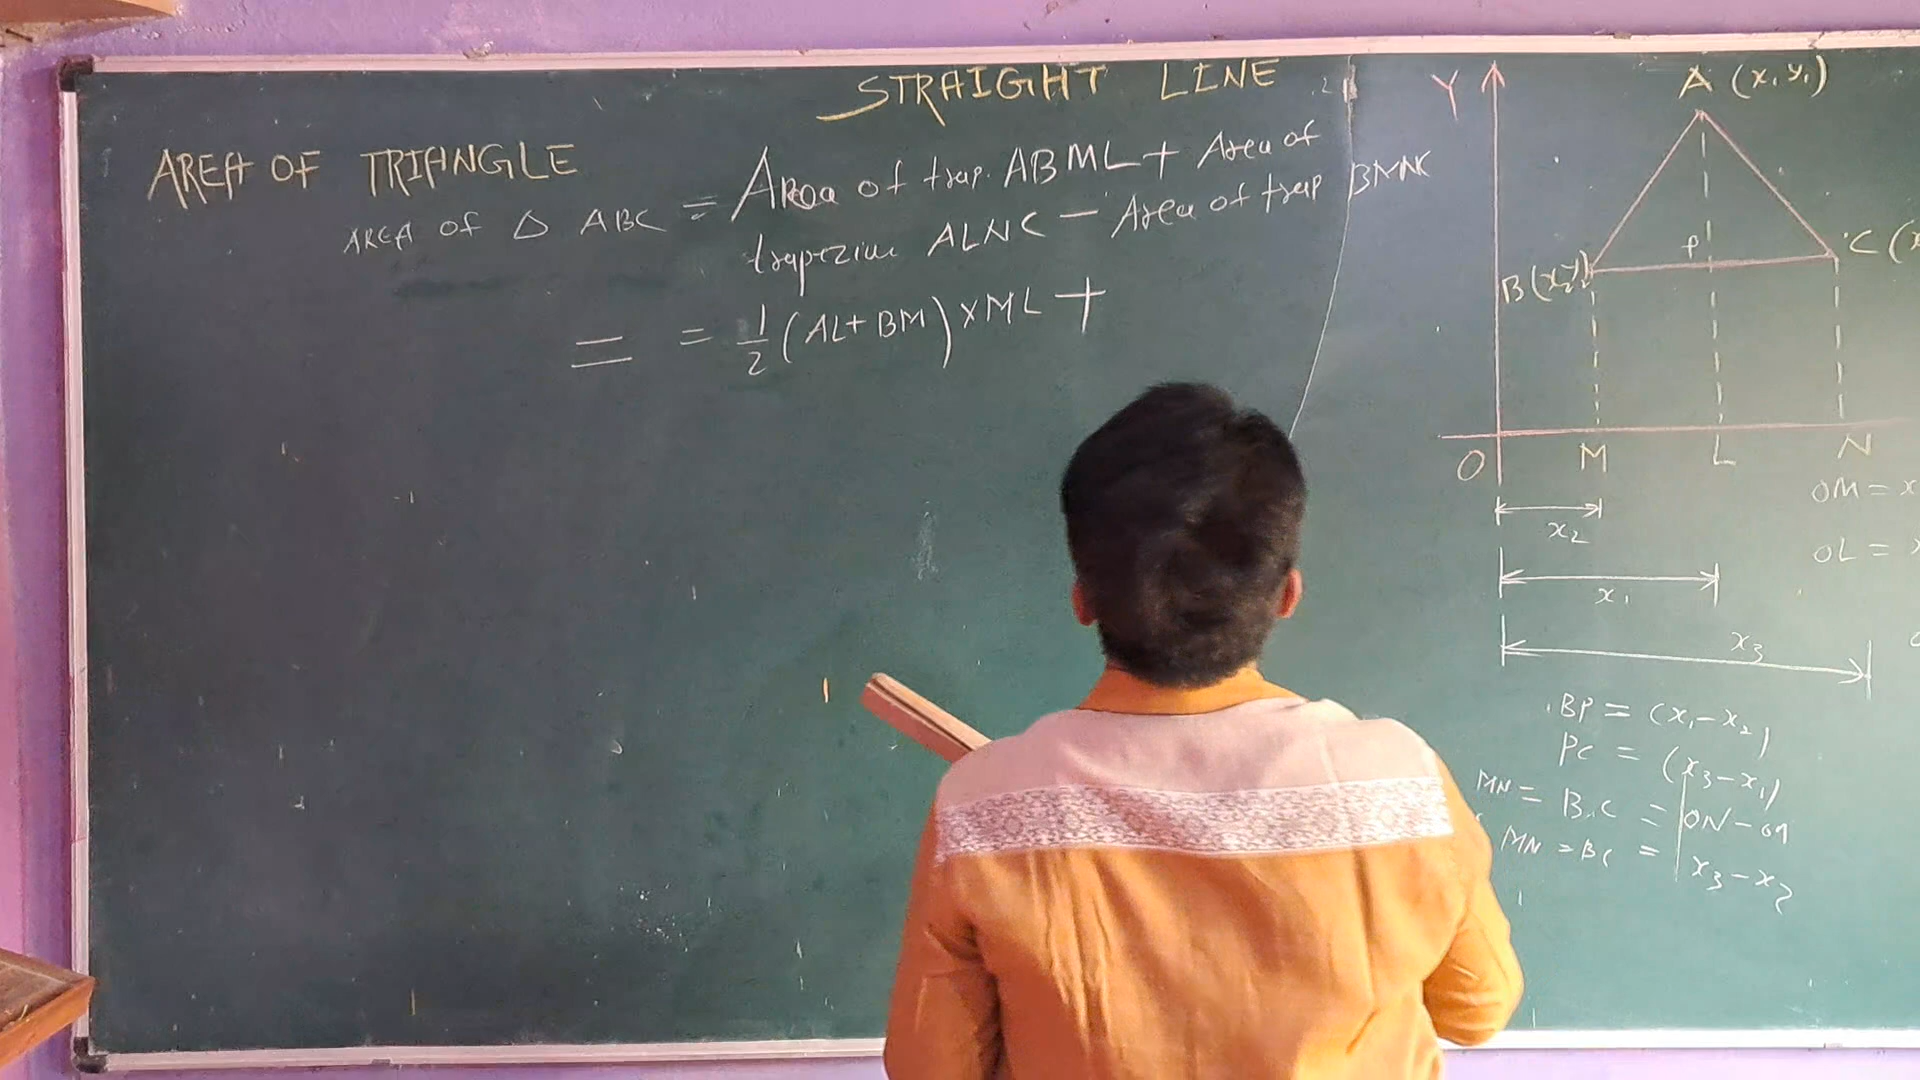 STRAIGHT LINE
AREA OF TRIANGLE
AREA OF △ ABC = Area of trap. ABML + Area of
trapezium ALNC − Area of trap BMNC
= = 1/2 (AL + BM) × ML +
Y
A (x₁ y₁)
B (x₂ y₂)
P
C (x
O M L N
OM = x
x₂
OL = x
x₁
x₃
BP = (x₁ − x₂)
PC = (x₃ − x₁)
MN = BC = ON − OM
MN = BC = x₃ − x₂